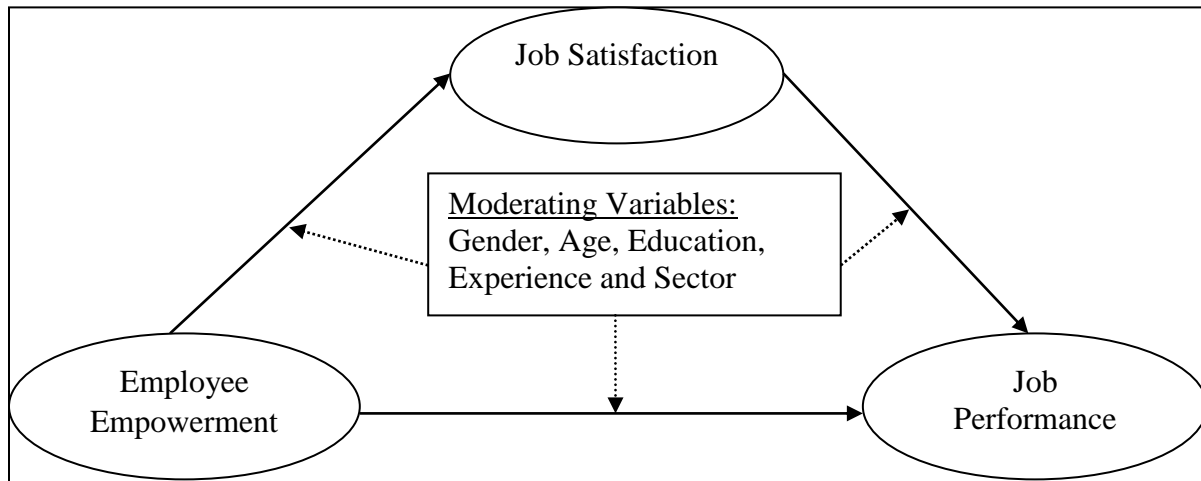 Job Satisfaction
Moderating Variables:
Gender, Age, Education,
Experience and Sector
Employee
Empowerment
Job
Performance